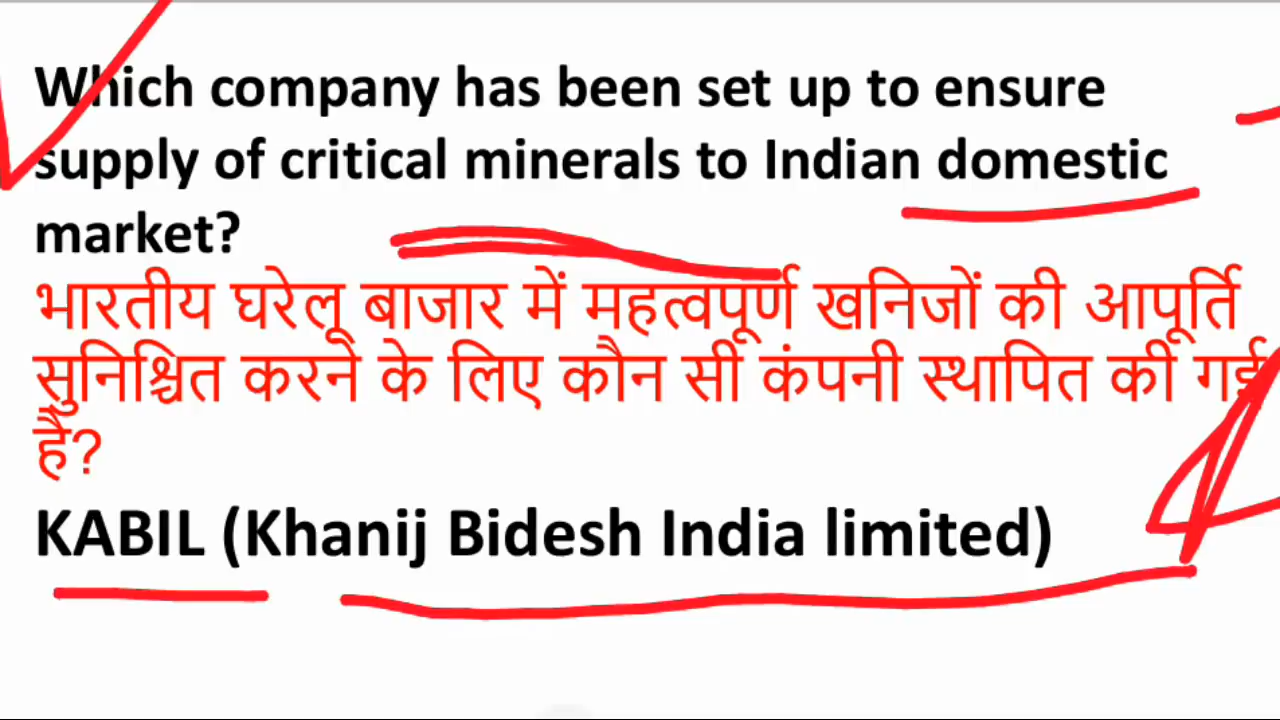 Which company has been set up to ensure
supply of critical minerals to Indian domestic
market?
भारतीय घरेलू बाजार में महत्वपूर्ण खनिजों की आपूर्ति
सुनिश्चित करने के लिए कौन सी कंपनी स्थापित की गई
है?
KABIL (Khanij Bidesh India limited)